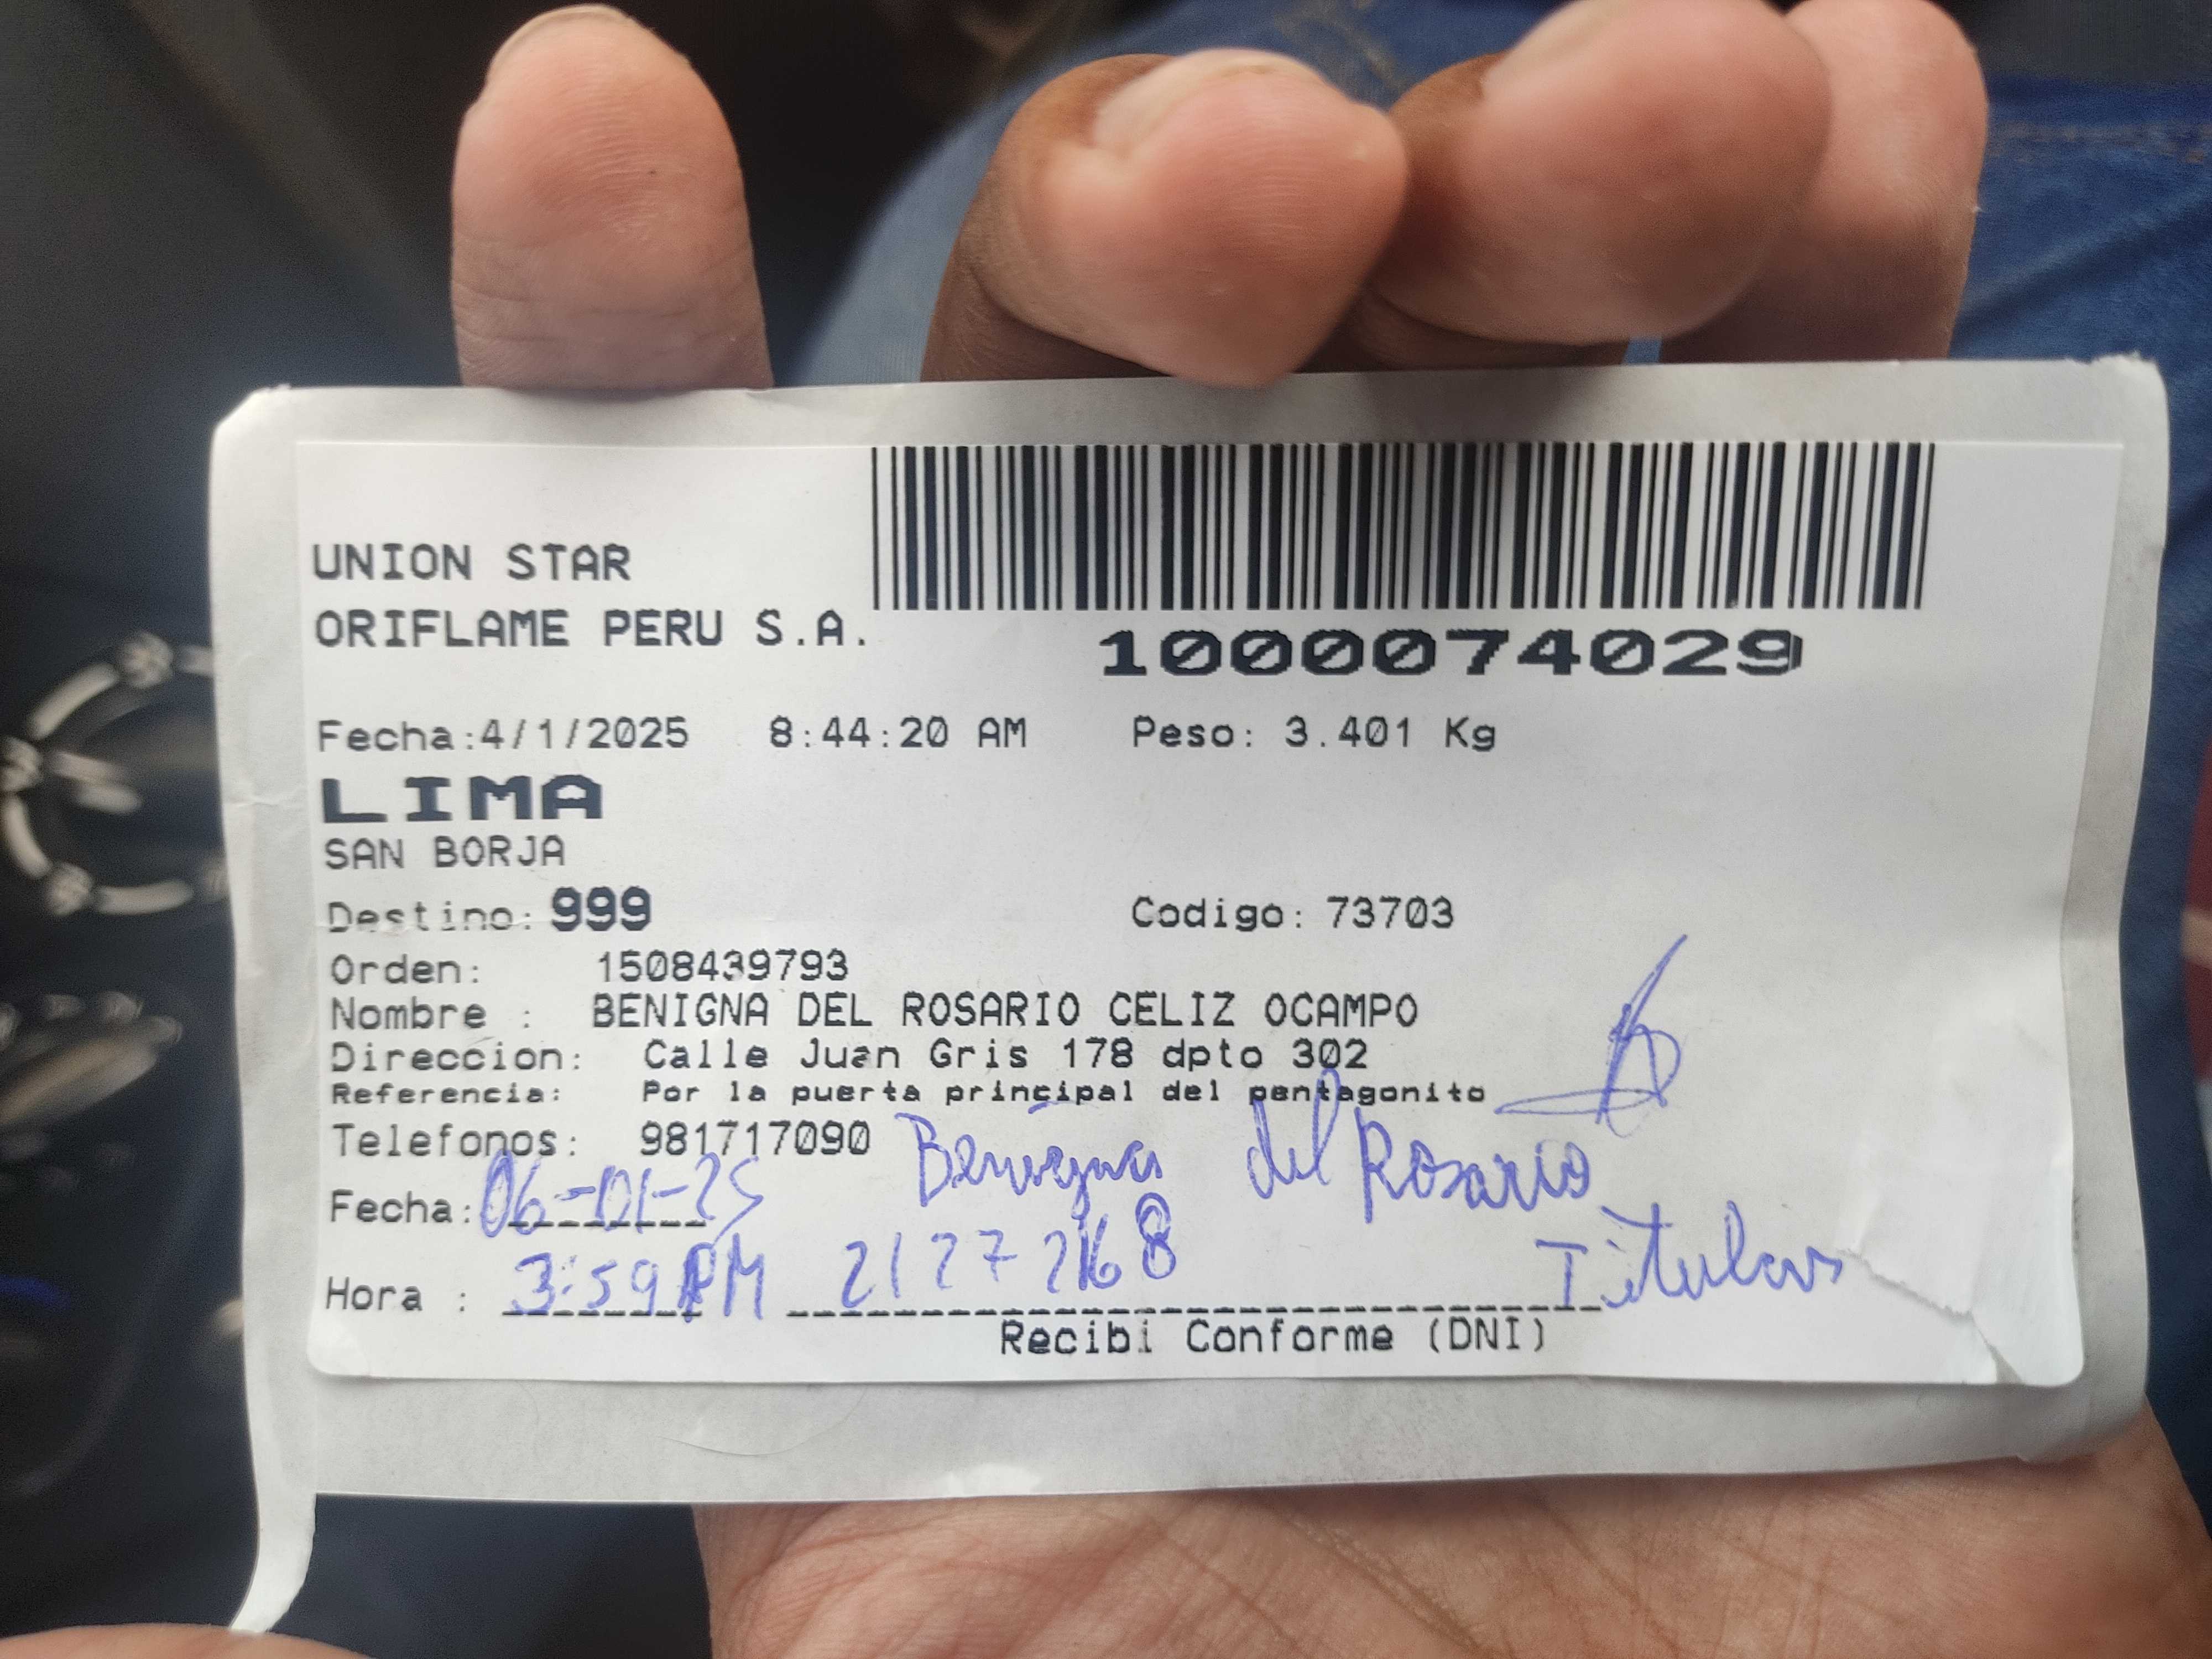 UNION STAR
ORIFLAME PERU S.A.
1000074029
Fecha:4/1/2025 8:44:20 AM Peso: 3.401 Kg
LIMA
SAN BORJA
Destino: 999 Codigo: 73703
Orden: 1508439793
Nombre : BENIGNA DEL ROSARIO CELIZ OCAMPO
Direccion: Calle Juan Gris 178 dpto 302
Referencia: Por la puerta principal del pentagonito
Telefonos: 981717090
Benigna del Rosario
Fecha: 06-01-25
Hora : 3:59 PM Titular
Recibi Conforme (DNI)